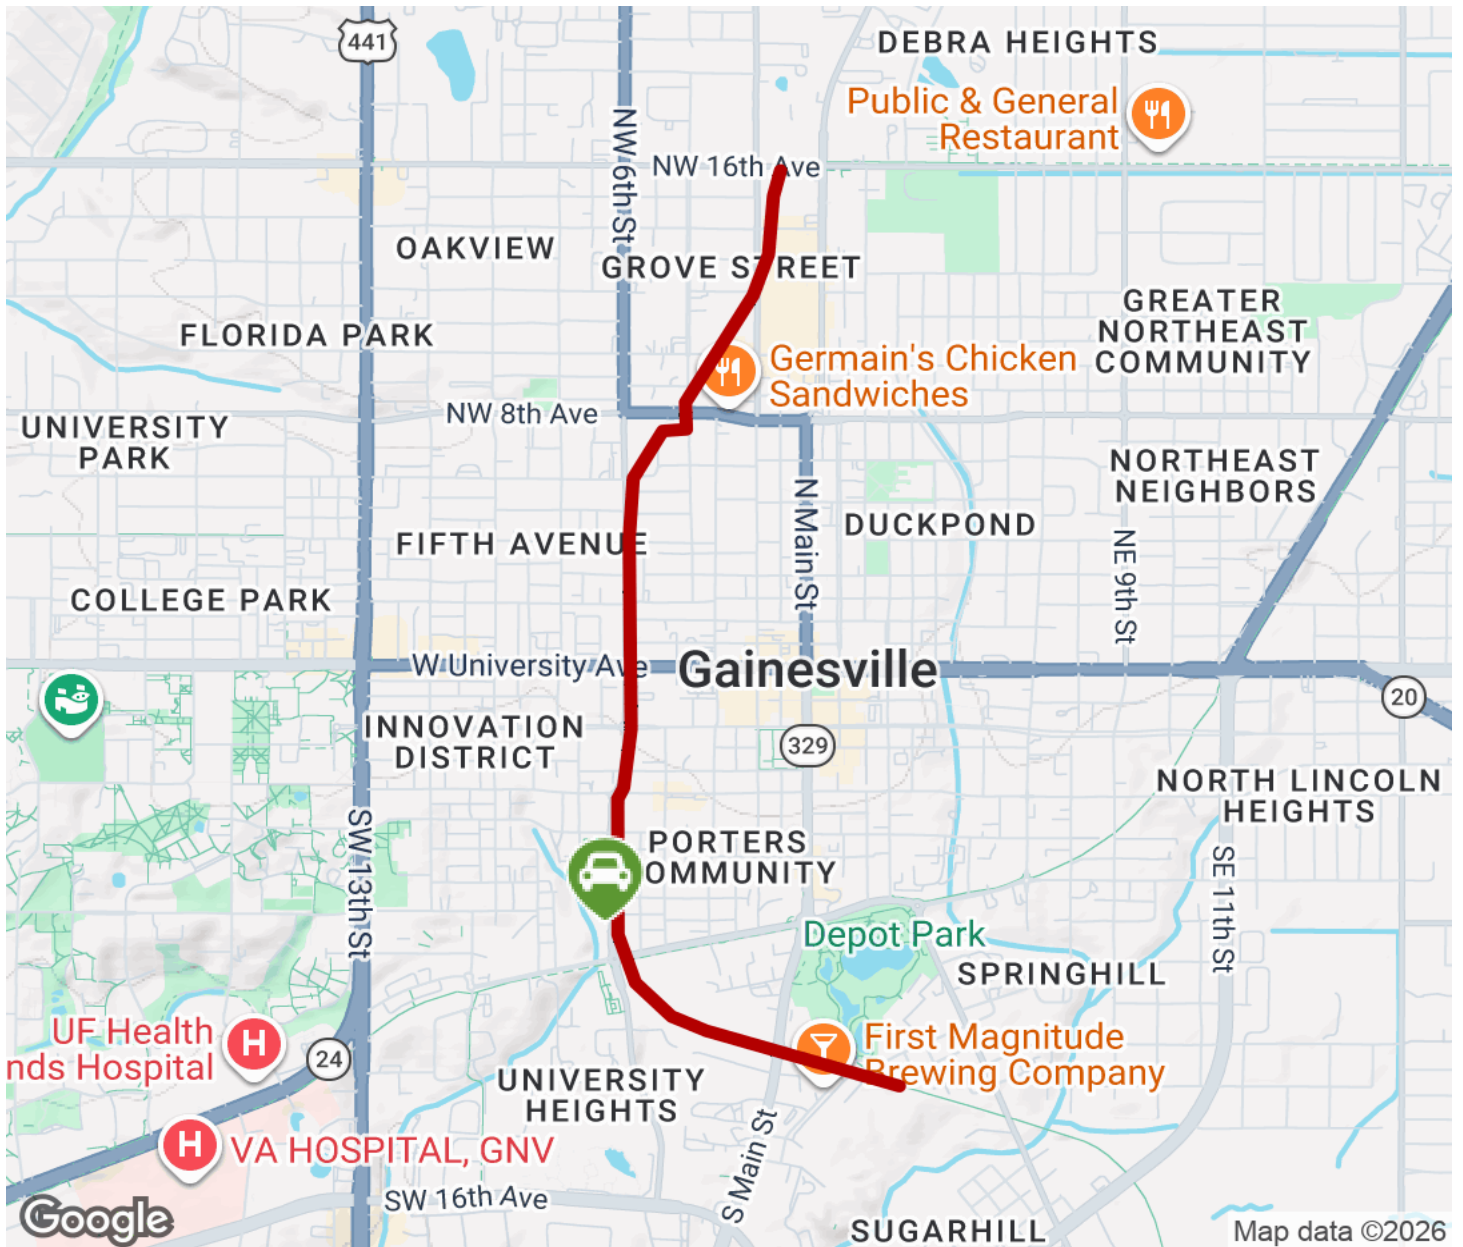 441
DEBRA HEIGHTS
Public & General
Restaurant
NW 6th St
NW 16th Ave
OAKVIEW
GROVE STREET
GREATER
NORTHEAST
COMMUNITY
FLORIDA PARK
Germain's Chicken
Sandwiches
NW 8th Ave
UNIVERSITY
PARK
NORTHEAST
NEIGHBORS
N Main St
DUCKPOND
FIFTH AVENUE
NE 9th St
COLLEGE PARK
W University Ave
Gainesville
20
INNOVATION
DISTRICT
329
NORTH LINCOLN
HEIGHTS
SW 13th St
PORTERS
OMMUNITY
SE 11th St
Depot Park
SPRINGHILL
UF Health
nds Hospital
H
24
First Magnitude
Brewing Company
UNIVERSITY
HEIGHTS
H
VA HOSPITAL, GNV
S Main St
SW 16th Ave
SUGARHILL
Google
Map data ©2026